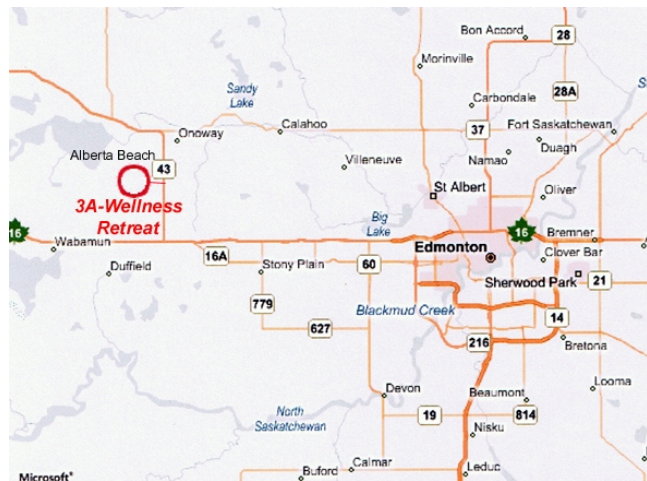 Bon Accord
28
Morinville
Sandy
Lake
Carbondale
28A
Fort Saskatchewan
Onoway
Calahoo
37
Duagh
Alberta Beach
43
Villeneuve
Namao
3A-Wellness
Retreat
St Albert
Oliver
Big
Lake
16
16
Bremner
Wabamun
16A
Edmonton
Clover Bar
Duffield
Stony Plain
60
Sherwood Park
21
779
Blackmud Creek
627
14
216
Bretona
Devon
Beaumont
Looma
North
Saskatchewan
19
814
Nisku
Calmar
Buford
Leduc
Microsoft®